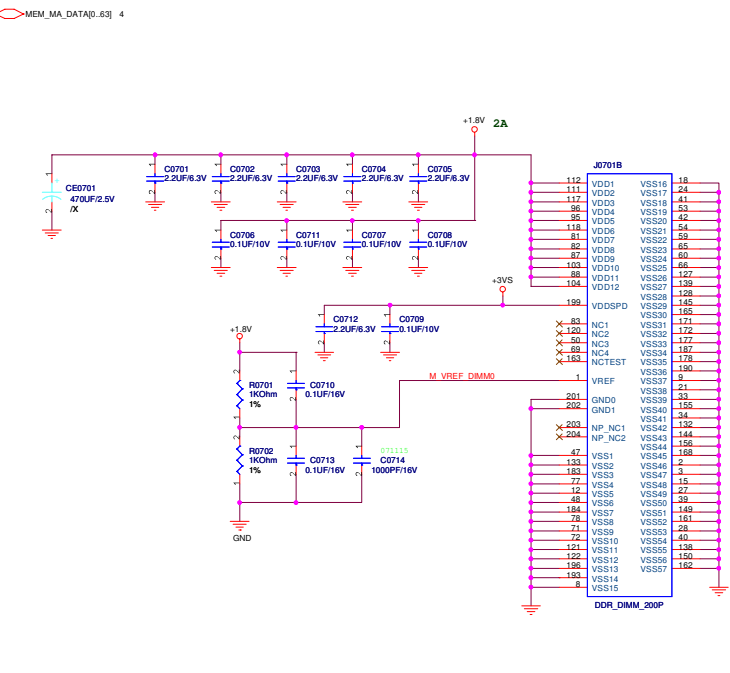 MEM_MA_DATA[0..63] 4
+1.8V 2A
J0701B
C0701 2.2UF/6.3V
C0702 2.2UF/6.3V
C0703 2.2UF/6.3V
C0704 2.2UF/6.3V
C0705 2.2UF/6.3V
CE0701
470UF/2.5V
/X
C0706 0.1UF/10V
C0711 0.1UF/10V
C0707 0.1UF/10V
C0708 0.1UF/10V
+3VS
C0712 2.2UF/6.3V
C0709 0.1UF/10V
+1.8V
R0701
1KOhm
1%
C0710
0.1UF/16V
M_VREF_DIMM0
R0702
1KOhm
1%
C0713
0.1UF/16V
071115
C0714
1000PF/16V
GND
112 VDD1 VSS16 18
111 VDD2 VSS17 24
117 VDD3 VSS18 41
96 VDD4 VSS19 53
95 VDD5 VSS20 42
118 VDD6 VSS21 54
81 VDD7 VSS22 59
82 VDD8 VSS23 65
87 VDD9 VSS24 60
103 VDD10 VSS25 66
88 VDD11 VSS26 127
104 VDD12 VSS27 139
VSS28 128
199 VDDSPD VSS29 145
VSS30 165
83 NC1 VSS31 171
120 NC2 VSS32 172
50 NC3 VSS33 177
69 NC4 VSS34 187
163 NCTEST VSS35 178
VSS36 190
1 VREF VSS37 9
VSS38 21
201 GND0 VSS39 33
202 GND1 VSS40 155
VSS41 34
203 NP_NC1 VSS42 132
204 NP_NC2 VSS43 144
VSS44 156
47 VSS1 VSS45 168
133 VSS2 VSS46 2
183 VSS3 VSS47 3
77 VSS4 VSS48 15
12 VSS5 VSS49 27
48 VSS6 VSS50 39
184 VSS7 VSS51 149
78 VSS8 VSS52 161
71 VSS9 VSS53 28
72 VSS10 VSS54 40
121 VSS11 VSS55 138
122 VSS12 VSS56 150
196 VSS13 VSS57 162
193 VSS14
8 VSS15
DDR_DIMM_200P